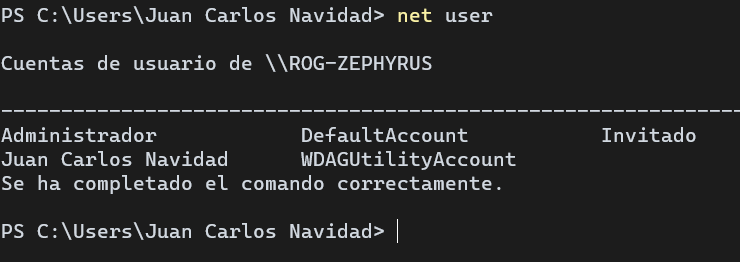 PS C:\Users\Juan Carlos Navidad> net user
Cuentas de usuario de \\ROG-ZEPHYRUS
-------------------------------------------------------------
Administrador            DefaultAccount           Invitado
Juan Carlos Navidad      WDAGUtilityAccount
Se ha completado el comando correctamente.
PS C:\Users\Juan Carlos Navidad>